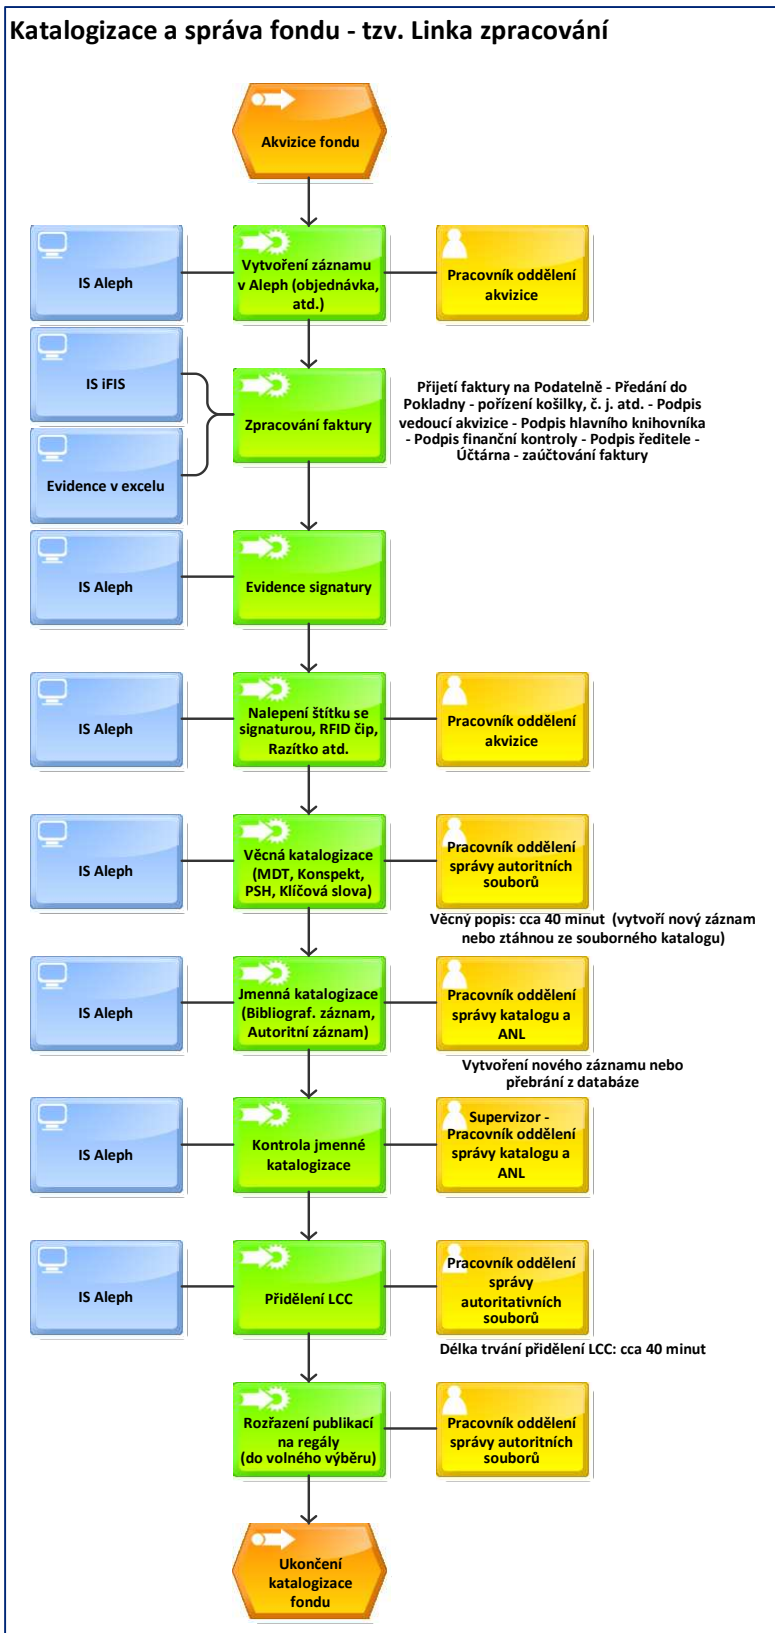 Katalogizace a správa fondu - tzv. Linka zpracování
Akvizice fondu
IS Aleph
Vytvoření záznamu
v Aleph (objednávka,
atd.)
Pracovník oddělení
akvizice
IS iFIS
Evidence v excelu
Zpracování faktury
Přijetí faktury na Podatelně - Předání do
Pokladny - pořízení košilky, č. j. atd. - Podpis
vedoucí akvizice - Podpis hlavního knihovníka
- Podpis finanční kontroly - Podpis ředitele -
Účtárna - zaúčtování faktury
IS Aleph
Evidence signatury
IS Aleph
Nalepení štítku se
signaturou, RFID čip,
Razítko atd.
Pracovník oddělení
akvizice
IS Aleph
Věcná katalogizace
(MDT, Konspekt,
PSH, Klíčová slova)
Pracovník oddělení
správy autoritních
souborů
Věcný popis: cca 40 minut (vytvoří nový záznam
nebo ztáhnou ze souborného katalogu)
IS Aleph
Jmenná katalogizace
(Bibliograf. záznam,
Autoritní záznam)
Pracovník oddělení
správy katalogu a
ANL
Vytvoření nového záznamu nebo
přebrání z databáze
IS Aleph
Kontrola jmenné
katalogizace
Supervizor -
Pracovník oddělení
správy katalogu a
ANL
IS Aleph
Přidělení LCC
Pracovník oddělení
správy
autoritativních
souborů
Délka trvání přidělení LCC: cca 40 minut
Rozřazení publikací
na regály
(do volného výběru)
Pracovník oddělení
správy autoritních
souborů
Ukončení
katalogizace
fondu